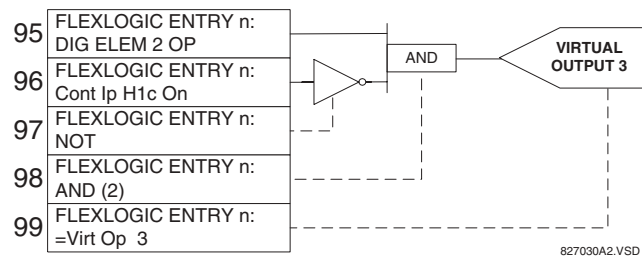 95 FLEXLOGIC ENTRY n:
DIG ELEM 2 OP
96 FLEXLOGIC ENTRY n:
Cont Ip H1c On
97 FLEXLOGIC ENTRY n:
NOT
98 FLEXLOGIC ENTRY n:
AND (2)
99 FLEXLOGIC ENTRY n:
=Virt Op 3
AND
VIRTUAL
OUTPUT 3
827030A2.VSD